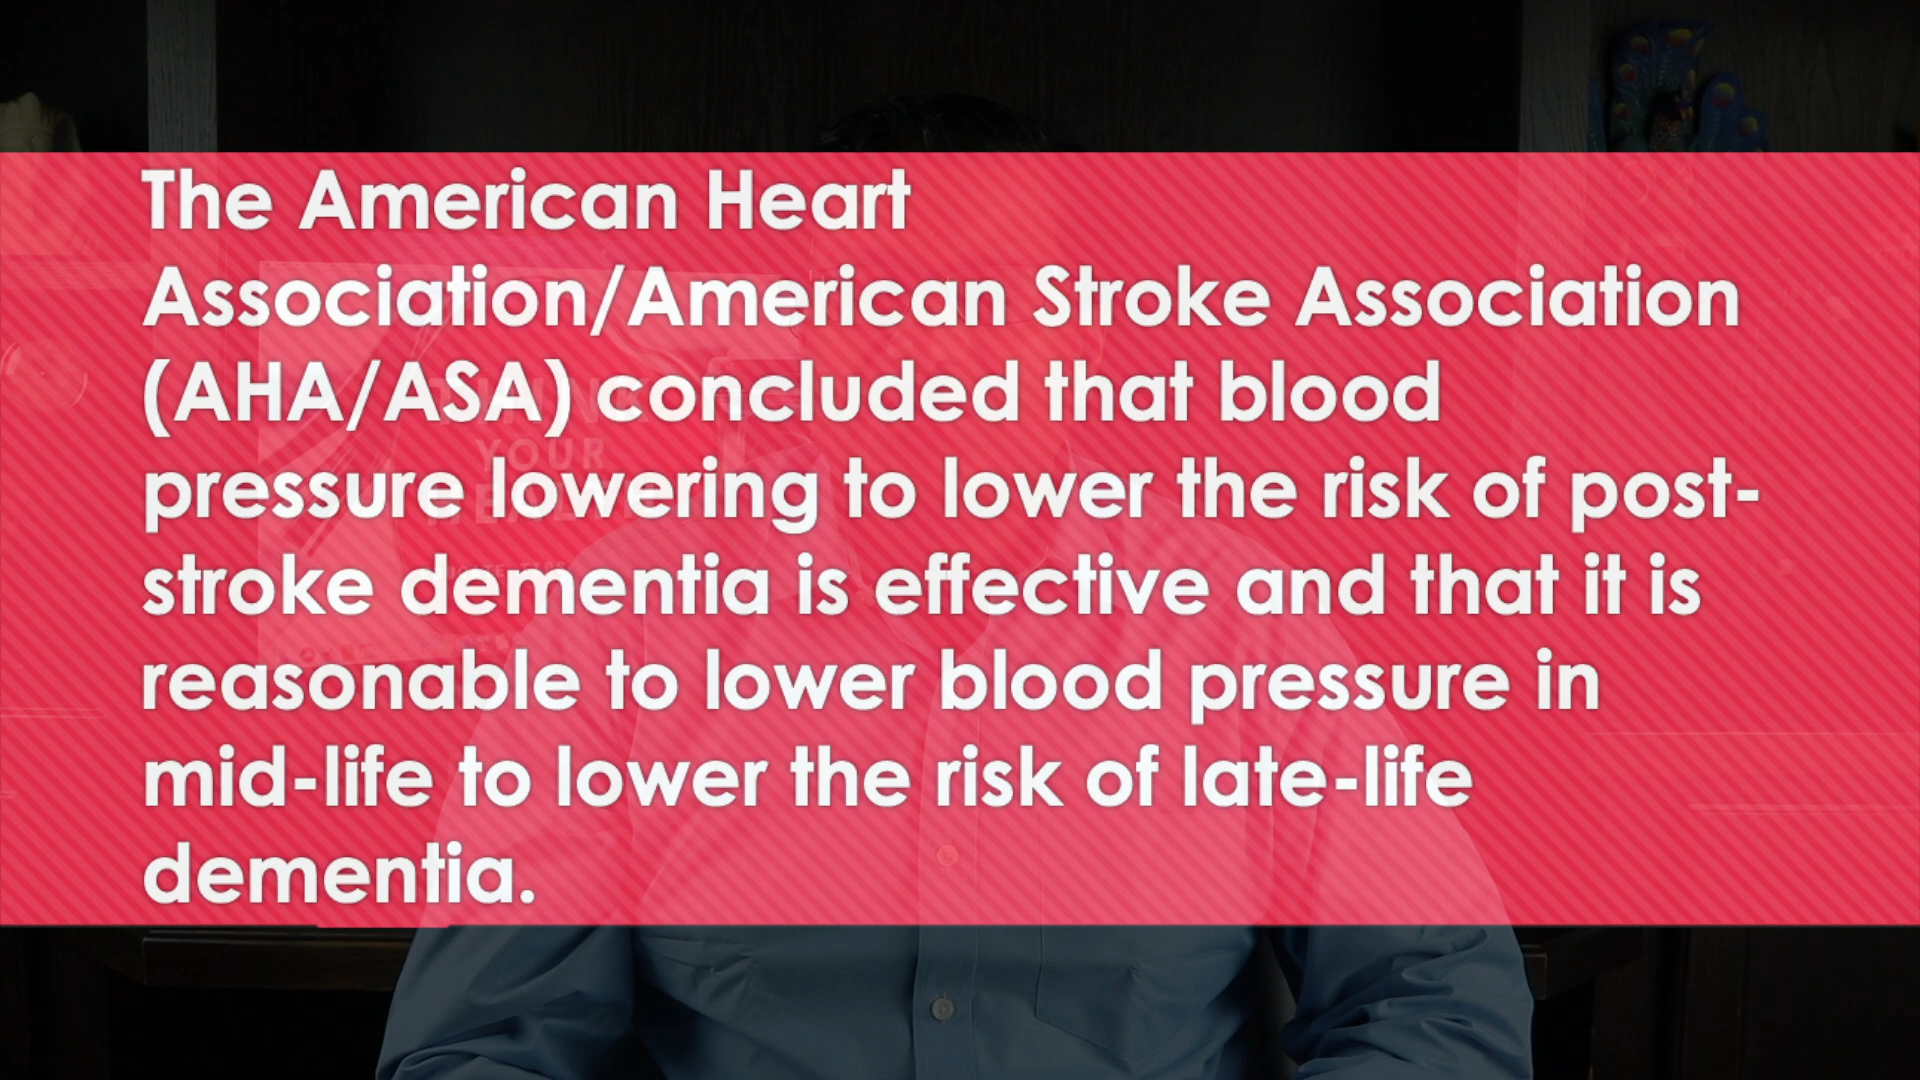 The American Heart
Association/American Stroke Association
(AHA/ASA) concluded that blood
pressure lowering to lower the risk of post-
stroke dementia is effective and that it is
reasonable to lower blood pressure in
mid-life to lower the risk of late-life
dementia.
YOUR